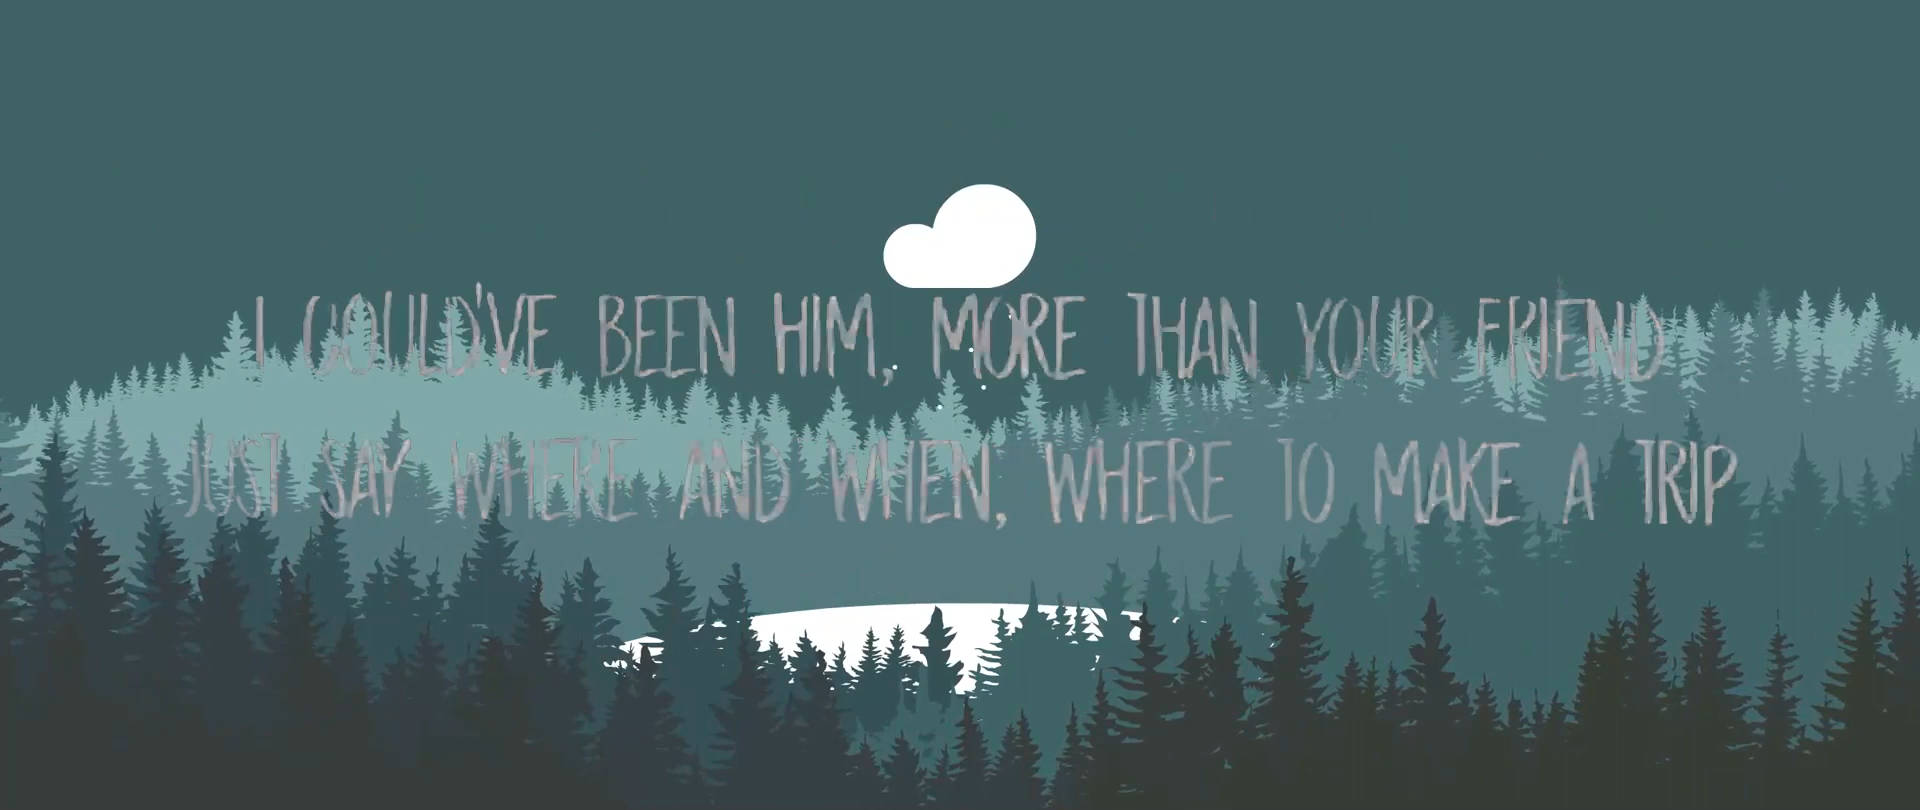 I COULD'VE BEEN HIM, MORE THAN YOUR FRIEND
JUST SAY WHERE AND WHEN, WHERE TO MAKE A TRIP